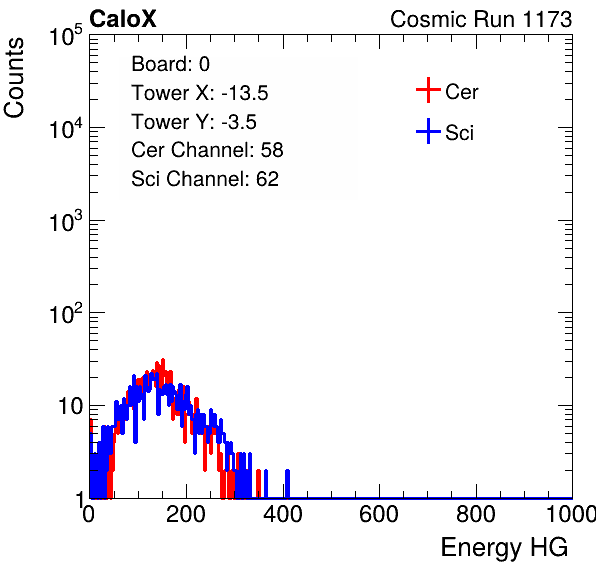 CaloX Cosmic Run 1173
Counts
10^5
10^4
10^3
10^2
10
1
Board: 0
Tower X: -13.5
Tower Y: -3.5
Cer Channel: 58
Sci Channel: 62
Cer
Sci
0 200 400 600 800 1000
Energy HG